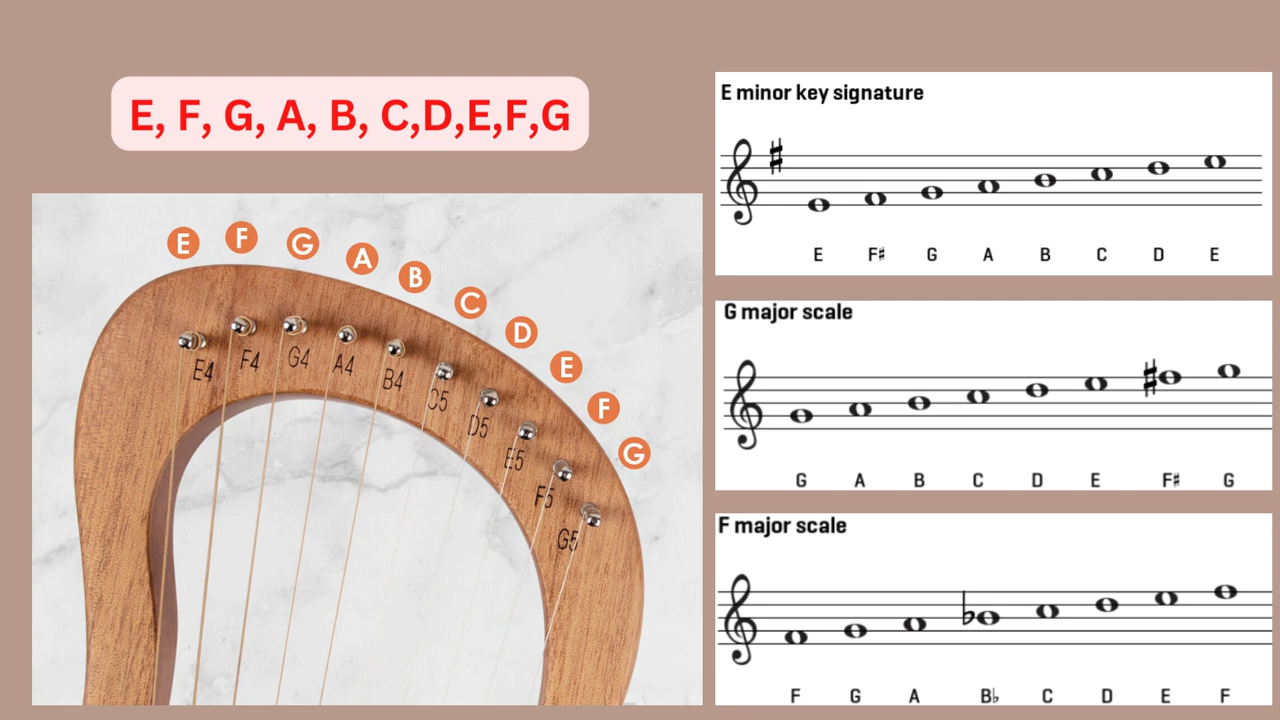 E, F, G, A, B, C,D,E,F,G
E F G A B C D E F G
E4 F4 G4 A4 B4 C5 D5 E5 F5 G5
E minor key signature
E F♯ G A B C D E
G major scale
G A B C D E F♯ G
F major scale
F G A B♭ C D E F